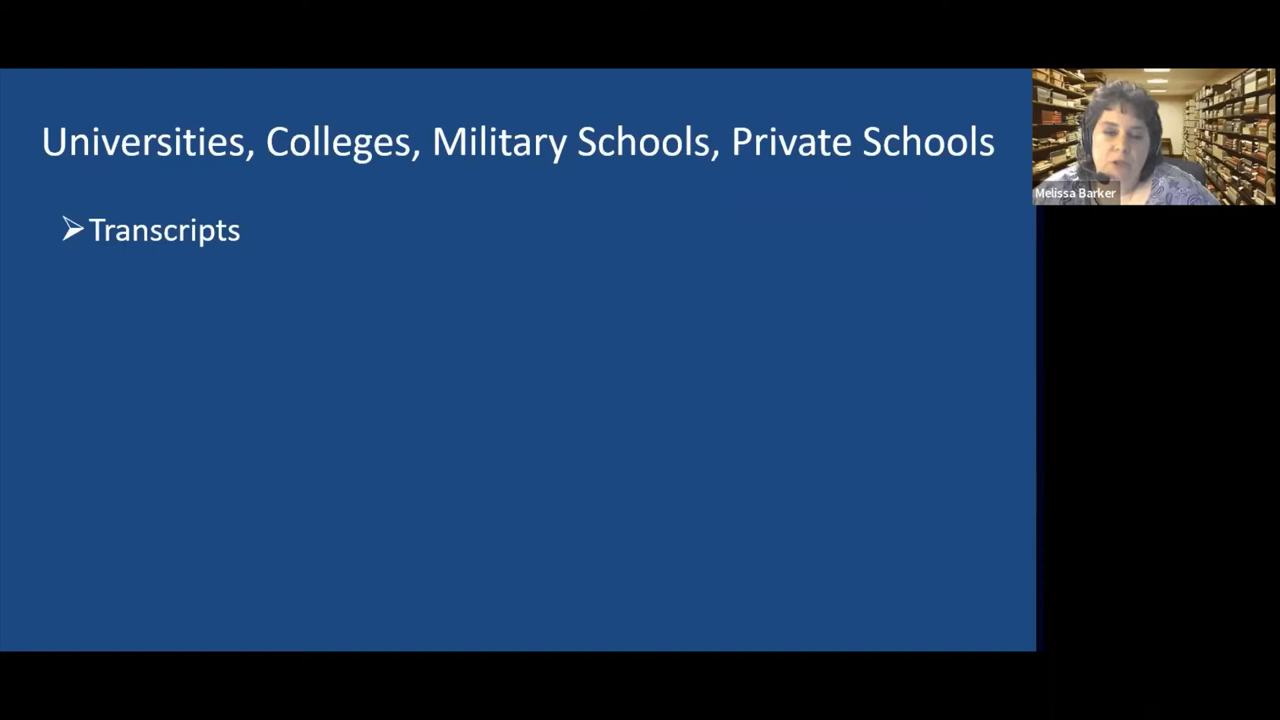 Universities, Colleges, Military Schools, Private Schools
Transcripts
Melissa Barker